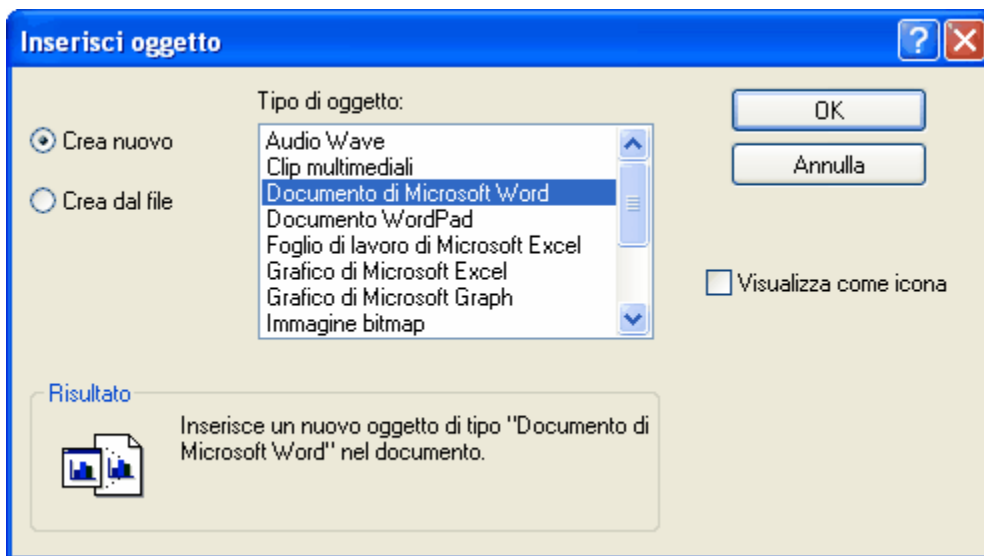 Inserisci oggetto
Tipo di oggetto:
Crea nuovo
Crea dal file
Audio Wave
Clip multimediali
Documento di Microsoft Word
Documento WordPad
Foglio di lavoro di Microsoft Excel
Grafico di Microsoft Excel
Grafico di Microsoft Graph
Immagine bitmap
OK
Annulla
Visualizza come icona
Risultato
Inserisce un nuovo oggetto di tipo "Documento di
Microsoft Word" nel documento.